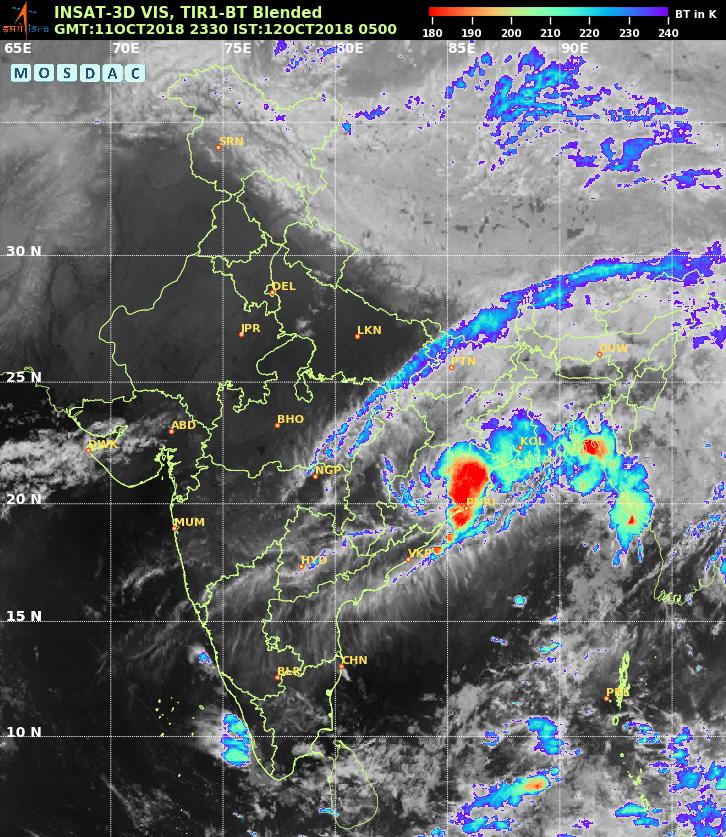 INSAT-3D VIS, TIR1-BT Blended
GMT:11OCT2018 2330 IST:12OCT2018 0500
BT in K
180 190 200 210 220 230 240
65E 70E 75E 80E 85E 90E
MOSDAC
SRN
30 N
DEL
JPR LKN
GUW
PTN
25 N
BHO
ABD
KOL
DWK
NGP
20 N
MUM
VKP
HYD
15 N
CHN
BLR
10 N